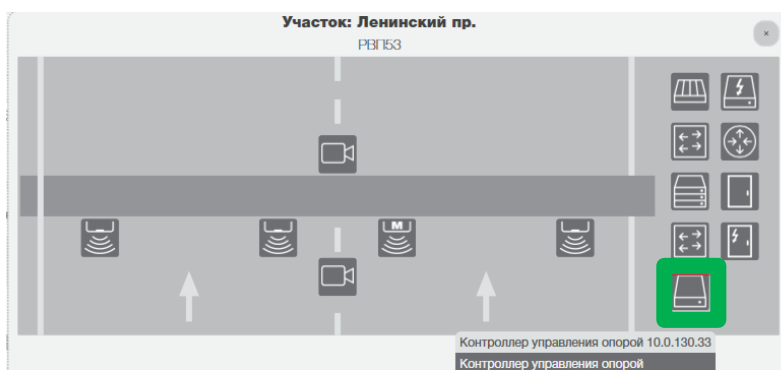 Участок: Ленинский пр.
РВП53
×
M
Контроллер управления опорой 10.0.130.33
Контроллер управления опорой